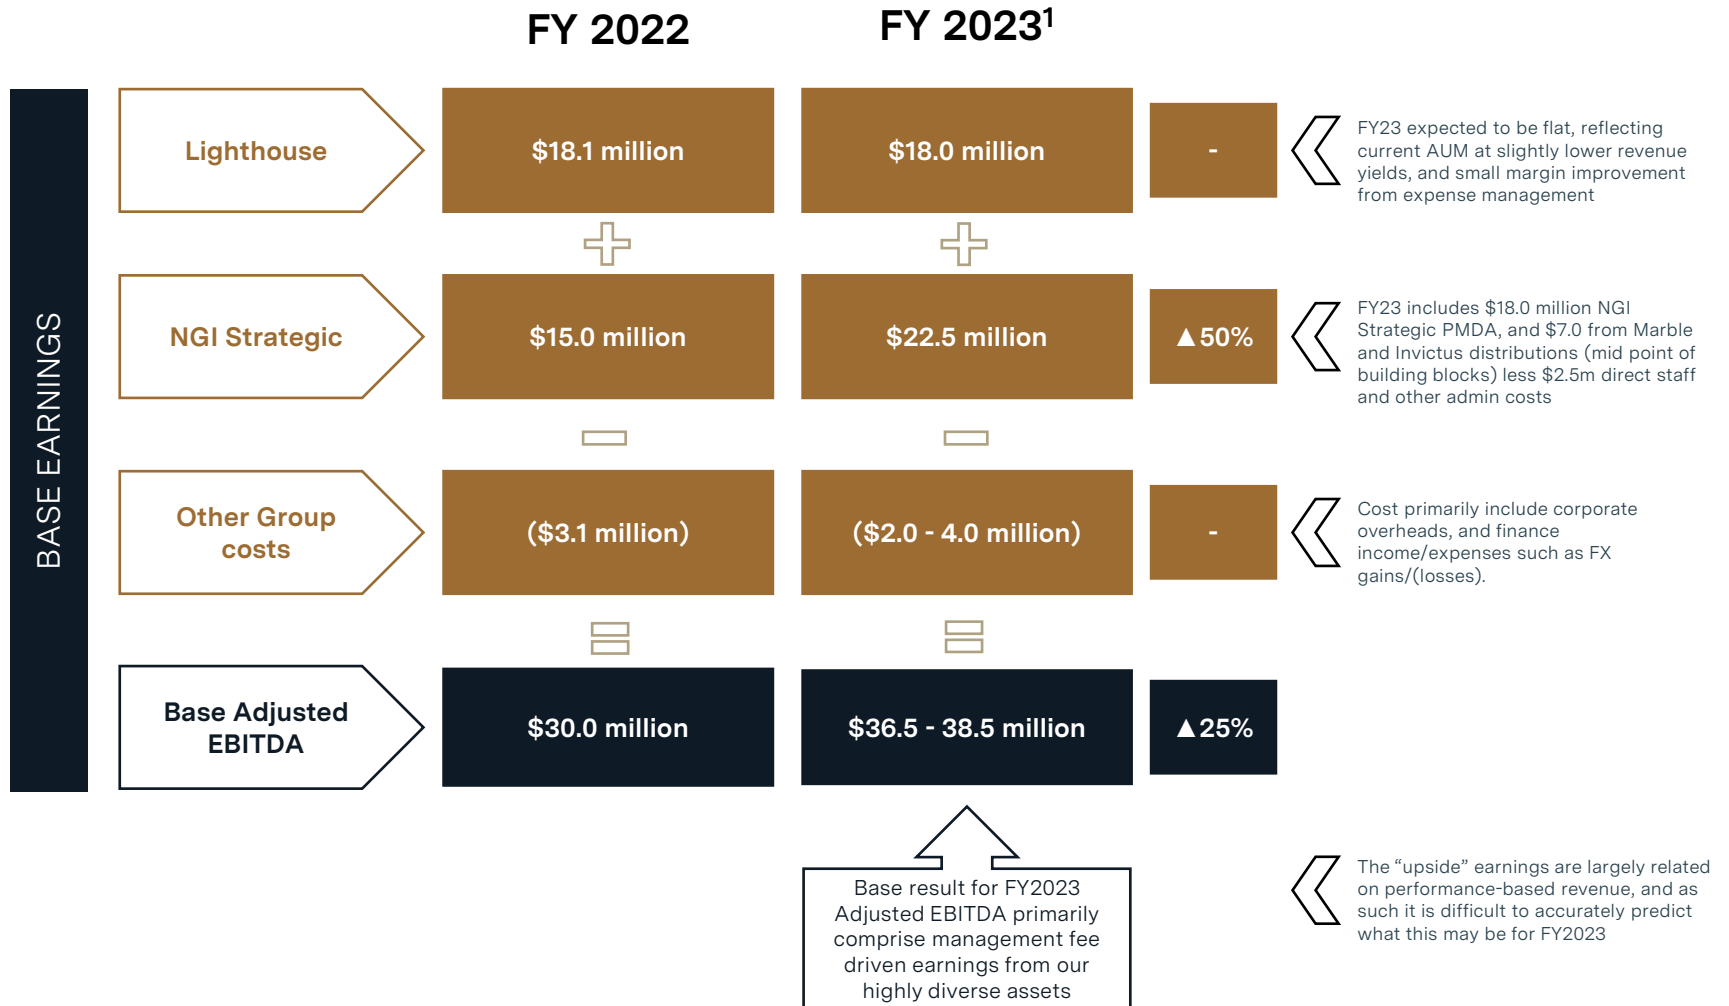 FY 2022
FY 2023¹
BASE EARNINGS
Lighthouse
$18.1 million
$18.0 million
-
FY23 expected to be flat, reflecting
current AUM at slightly lower revenue
yields, and small margin improvement
from expense management
NGI Strategic
$15.0 million
$22.5 million
▲50%
FY23 includes $18.0 million NGI
Strategic PMDA, and $7.0 from Marble
and Invictus distributions (mid point of
building blocks) less $2.5m direct staff
and other admin costs
Other Group
costs
($3.1 million)
($2.0 - 4.0 million)
-
Cost primarily include corporate
overheads, and finance
income/expenses such as FX
gains/(losses).
Base Adjusted
EBITDA
$30.0 million
$36.5 - 38.5 million
▲25%
Base result for FY2023
Adjusted EBITDA primarily
comprise management fee
driven earnings from our
highly diverse assets
The “upside” earnings are largely related
on performance-based revenue, and as
such it is difficult to accurately predict
what this may be for FY2023